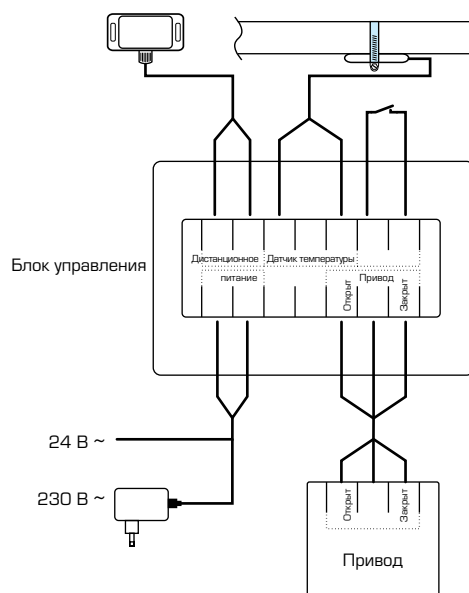 Дистанционное Датчик температуры
питание Привод
Открыт
Закрыт
Блок управления
24 В ~
230 В ~
Открыт
Закрыт
Привод